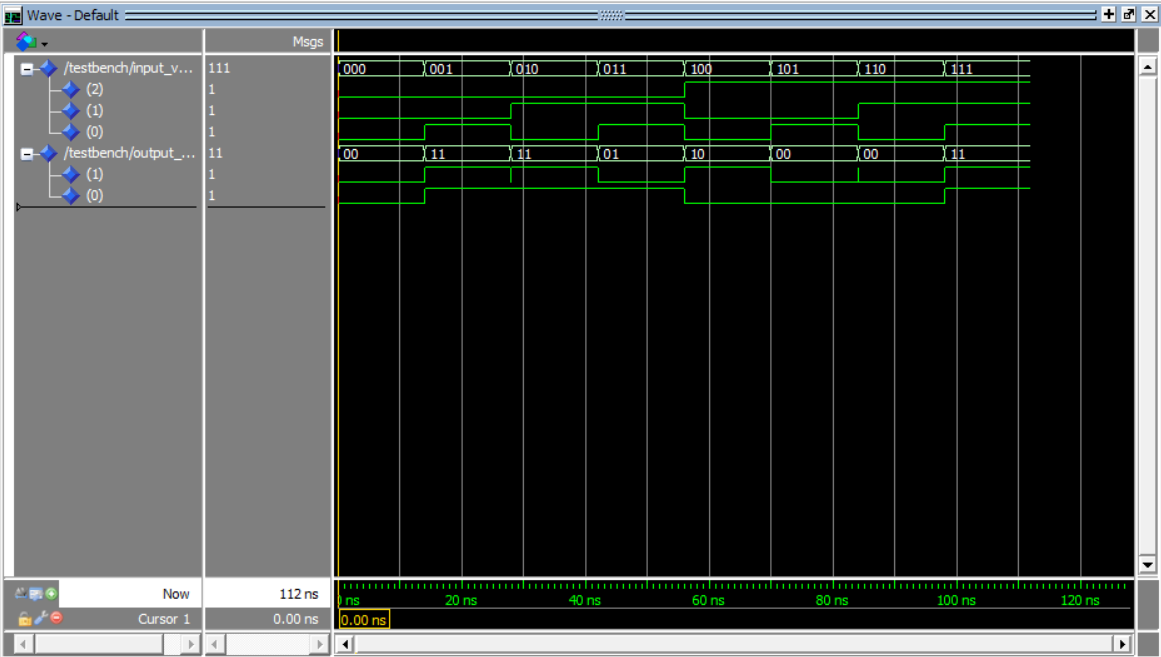 Wave - Default
Msgs
/testbench/input_v... 111 000 001 010 011 100 101 110 111
(2) 1
(1) 1
(0) 1
/testbench/output_... 11 00 11 11 01 10 00 00 11
(1) 1
(0) 1
Now 112 ns ns 20 ns 40 ns 60 ns 80 ns 100 ns 120 ns
Cursor 1 0.00 ns 0.00 ns